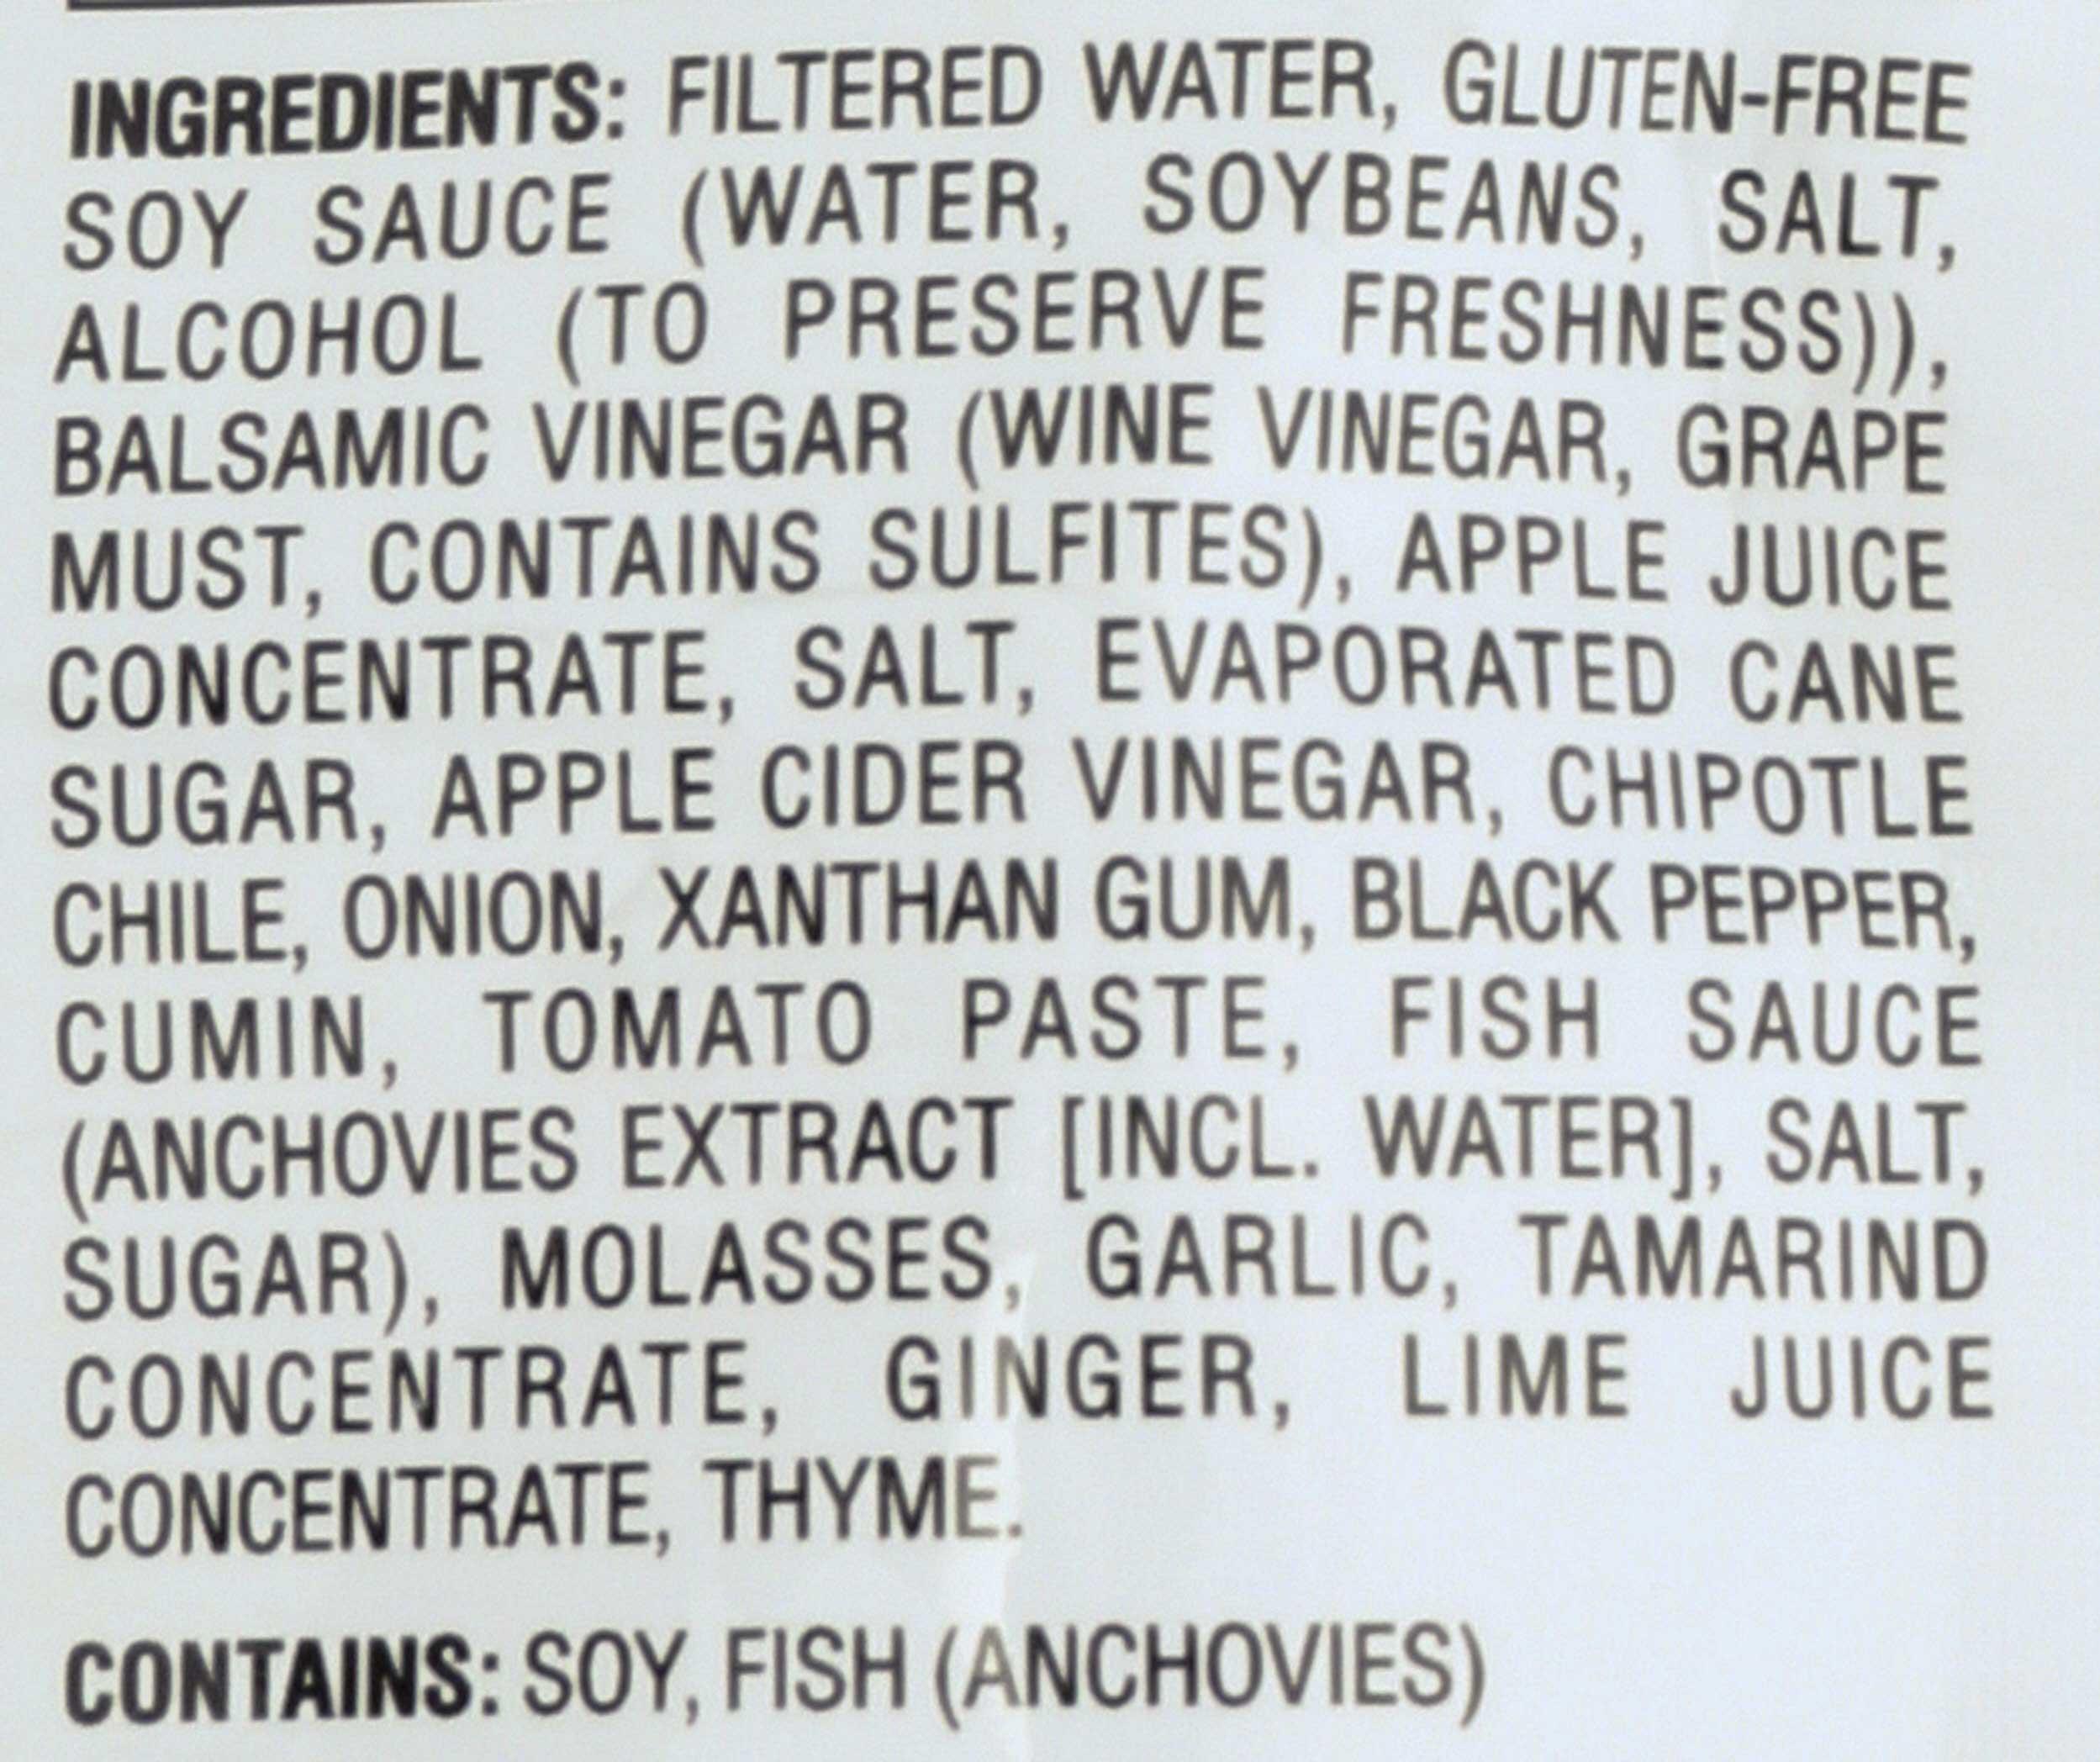 INGREDIENTS: FILTERED WATER, GLUTEN-FREE
SOY SAUCE (WATER, SOYBEANS, SALT,
ALCOHOL (TO PRESERVE FRESHNESS)),
BALSAMIC VINEGAR (WINE VINEGAR, GRAPE
MUST, CONTAINS SULFITES), APPLE JUICE
CONCENTRATE, SALT, EVAPORATED CANE
SUGAR, APPLE CIDER VINEGAR, CHIPOTLE
CHILE, ONION, XANTHAN GUM, BLACK PEPPER,
CUMIN, TOMATO PASTE, FISH SAUCE
(ANCHOVIES EXTRACT [INCL. WATER], SALT,
SUGAR), MOLASSES, GARLIC, TAMARIND
CONCENTRATE, GINGER, LIME JUICE
CONCENTRATE, THYME.
CONTAINS: SOY, FISH (ANCHOVIES)